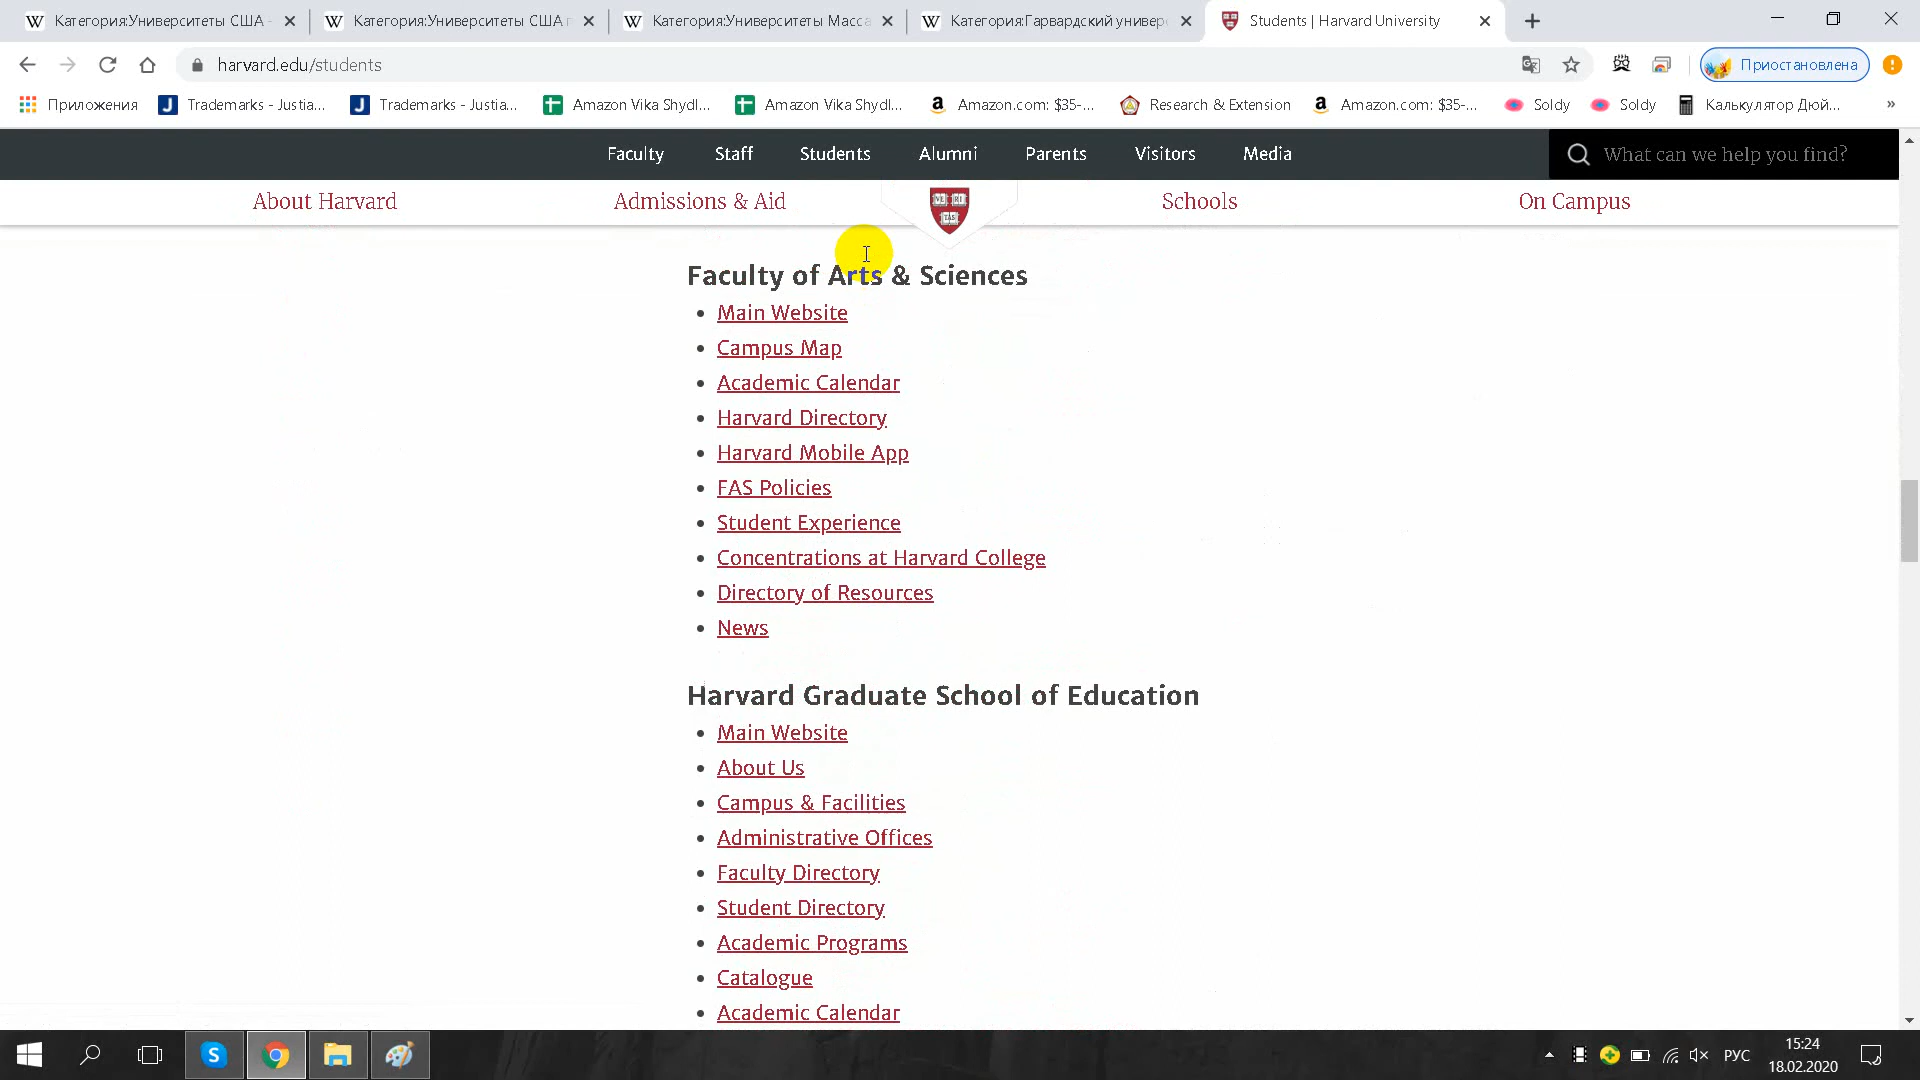 Категория:Университеты США -
Категория:Университеты США п
Категория:Университеты Масса
Категория:Гарвардский универ
Students | Harvard University
harvard.edu/students
Приостановлена
Приложения
Trademarks - Justia...
Trademarks - Justia...
Amazon Vika Shydl...
Amazon Vika Shydl...
Amazon.com: $35-...
Research & Extension
Amazon.com: $35-...
Soldy
Soldy
Калькулятор Дюй...
»
Faculty
Staff
Students
Alumni
Parents
Visitors
Media
What can we help you find?
About Harvard
Admissions & Aid
VE RI
TAS
Schools
On Campus
Faculty of Arts & Sciences
Main Website
Campus Map
Academic Calendar
Harvard Directory
Harvard Mobile App
FAS Policies
Student Experience
Concentrations at Harvard College
Directory of Resources
News
Harvard Graduate School of Education
Main Website
About Us
Campus & Facilities
Administrative Offices
Faculty Directory
Student Directory
Academic Programs
Catalogue
Academic Calendar
РУС
15:24
18.02.2020